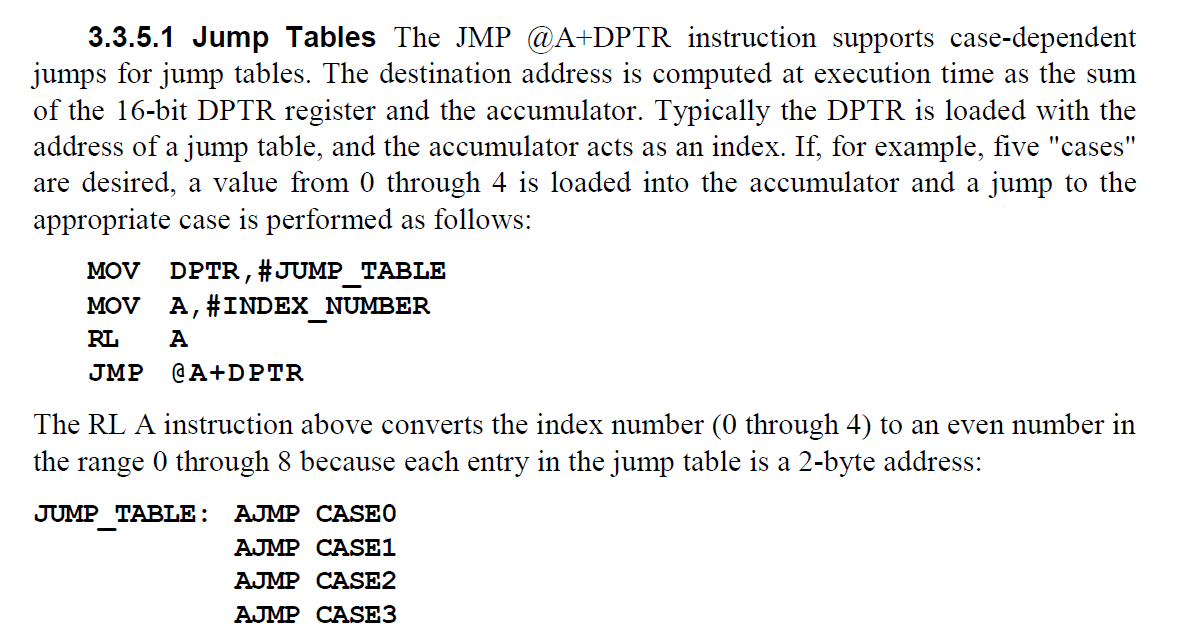 3.3.5.1 Jump Tables The JMP @A+DPTR instruction supports case-dependent
jumps for jump tables. The destination address is computed at execution time as the sum
of the 16-bit DPTR register and the accumulator. Typically the DPTR is loaded with the
address of a jump table, and the accumulator acts as an index. If, for example, five "cases"
are desired, a value from 0 through 4 is loaded into the accumulator and a jump to the
appropriate case is performed as follows:
MOV DPTR,#JUMP_TABLE
MOV A,#INDEX_NUMBER
RL A
JMP @A+DPTR
The RL A instruction above converts the index number (0 through 4) to an even number in
the range 0 through 8 because each entry in the jump table is a 2-byte address:
JUMP_TABLE: AJMP CASE0
AJMP CASE1
AJMP CASE2
AJMP CASE3